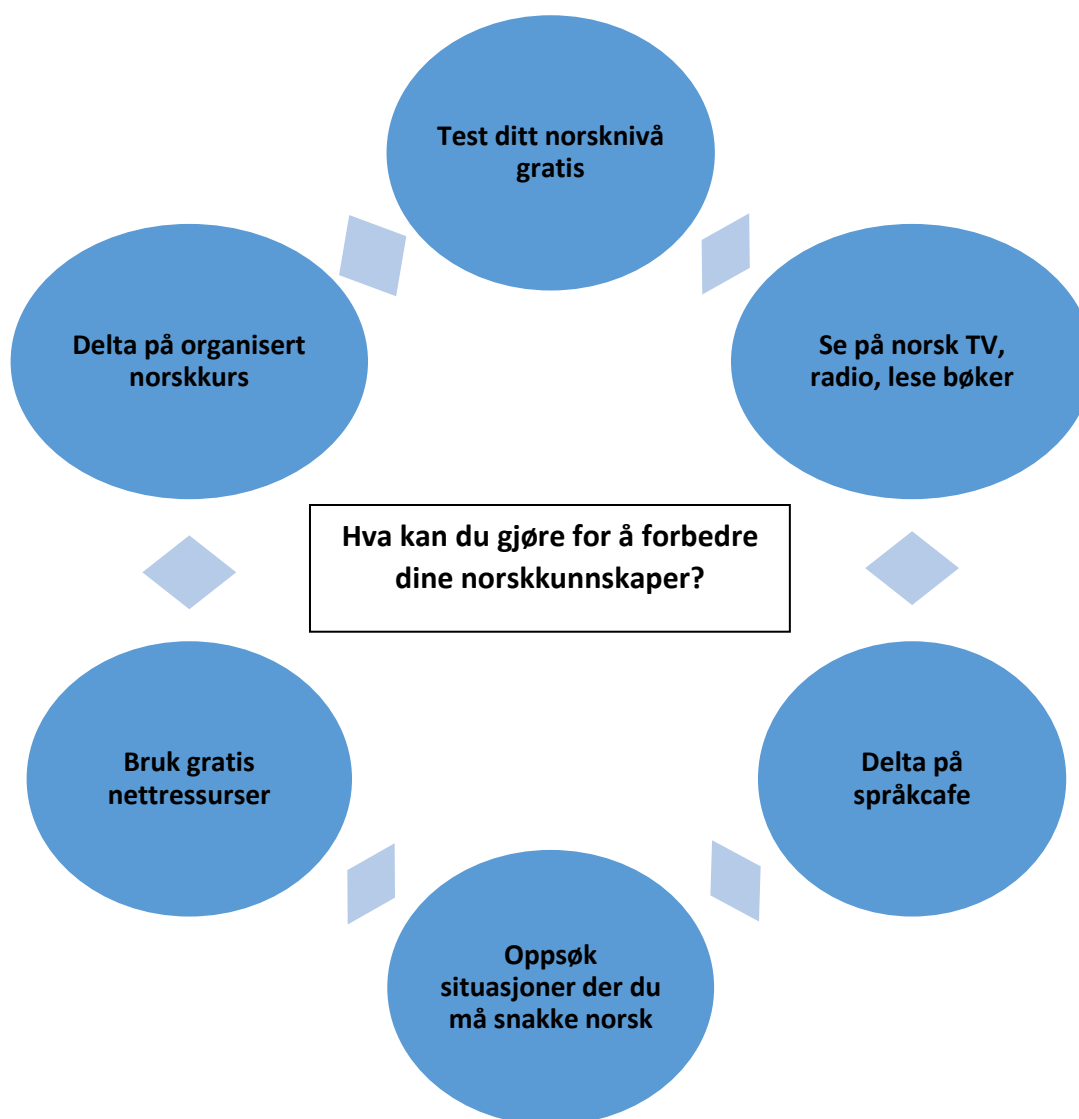 Test ditt norsknivå
gratis
Delta på organisert
norskkurs
Se på norsk TV,
radio, lese bøker
Hva kan du gjøre for å forbedre
dine norskkunnskaper?
Bruk gratis
nettressurser
Delta på
språkcafe
Oppsøk
situasjoner der du
må snakke norsk